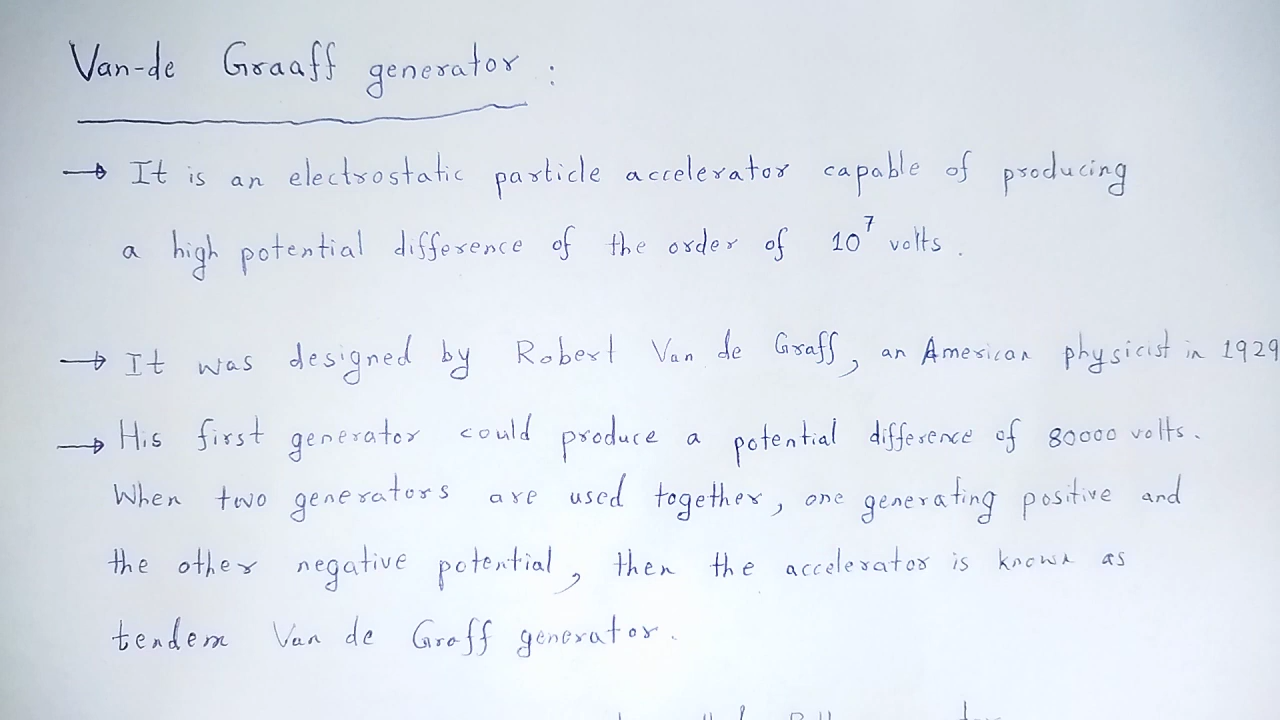 Van-de Graaff generator :
→ It is an electrostatic particle accelerator capable of producing
a high potential difference of the order of 10⁷ volts .
→ It was designed by Robert Van de Graff, an American physicist in 1929
→ His first generator could produce a potential difference of 80000 volts.
When two generators are used together, one generating positive and
the other negative potential, then the accelerator is known as
tendem Van de Graff generator.